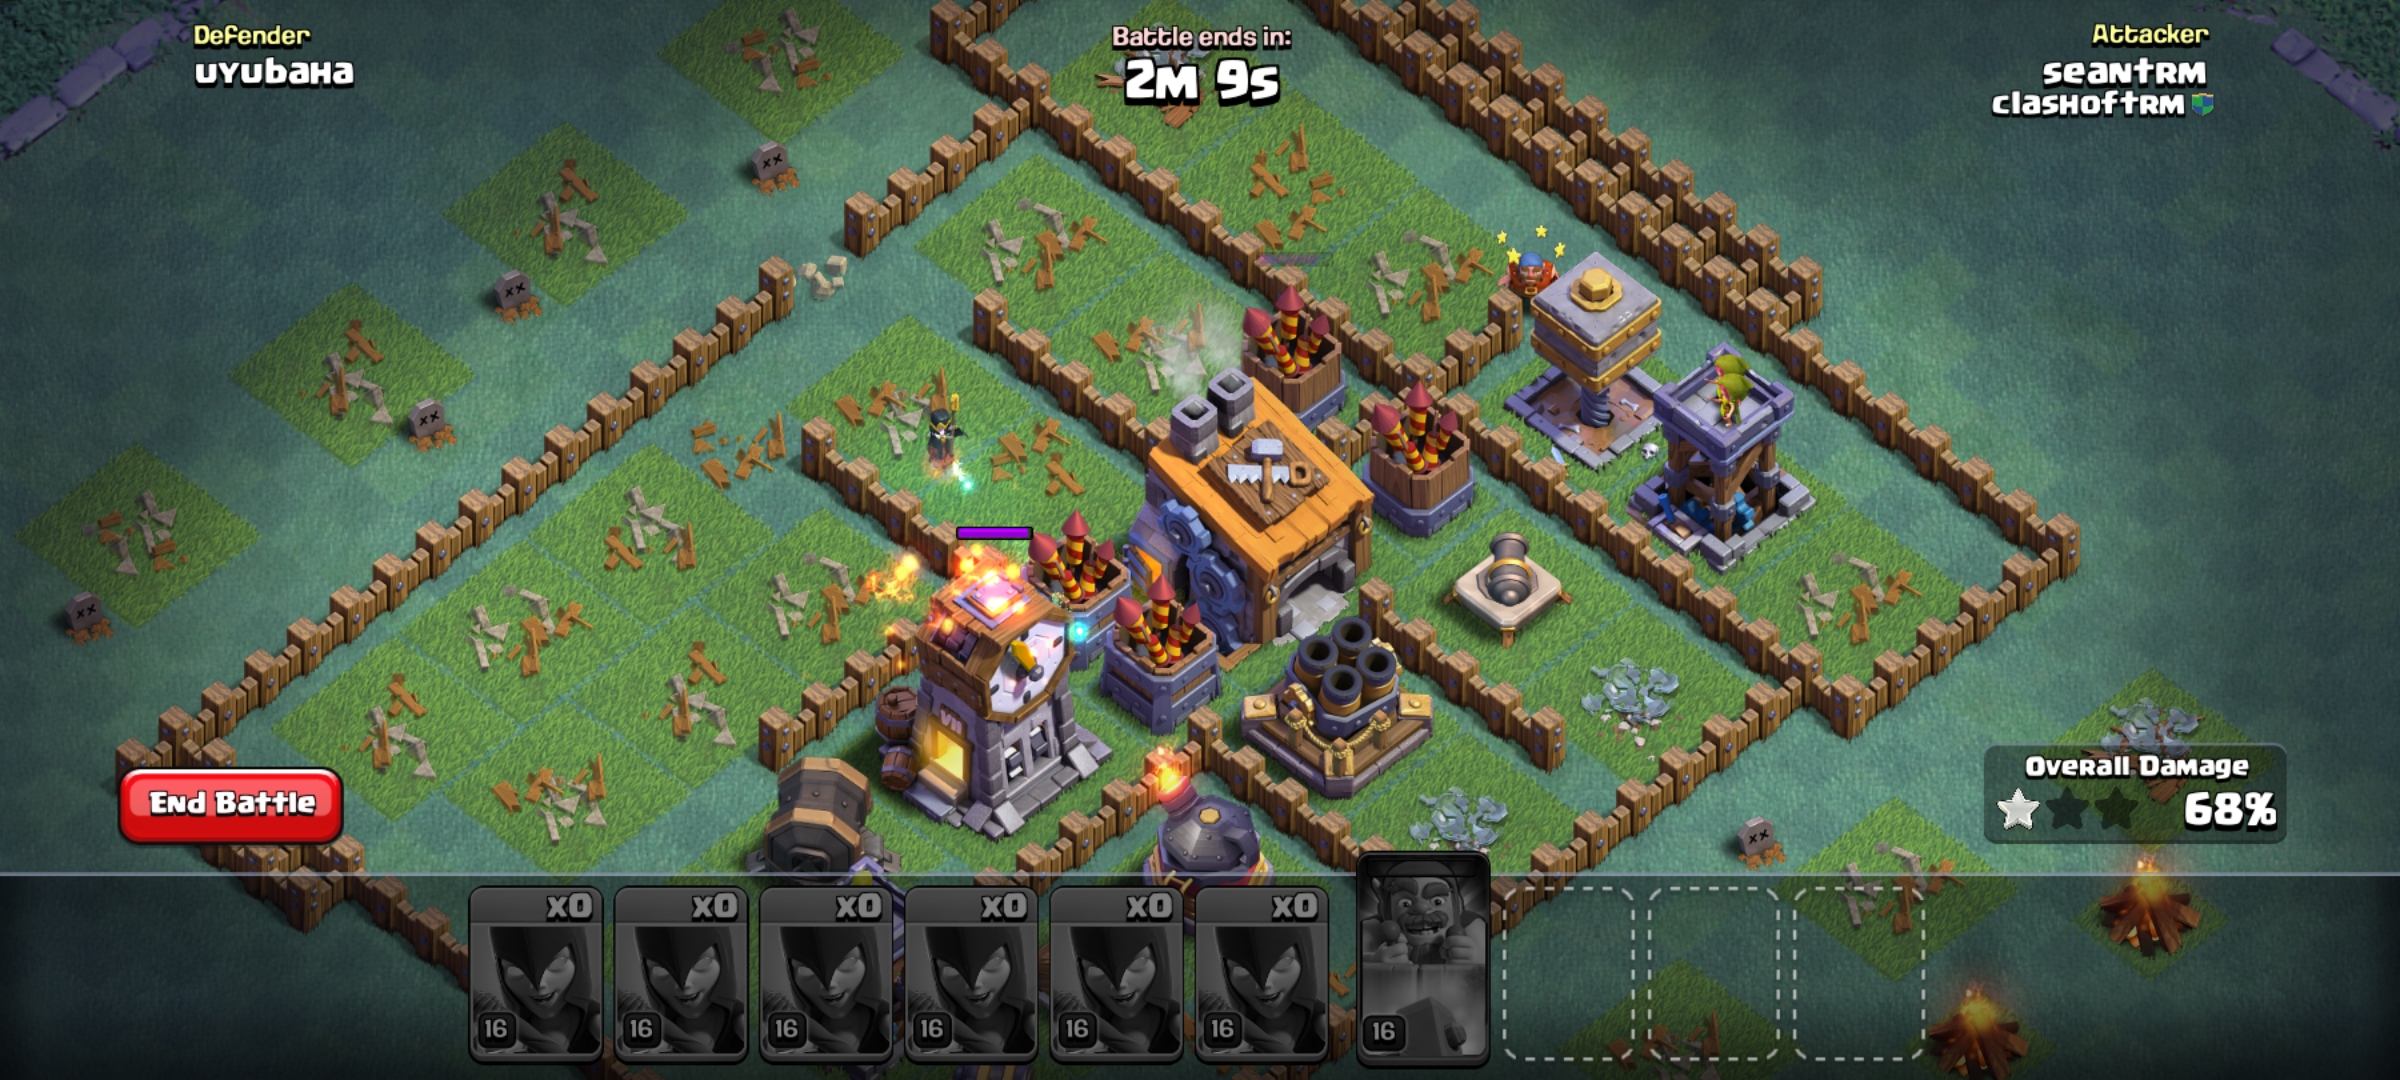 Defender
uyubaha
Battle ends in:
2m 9s
Attacker
seantrm
clashoftrm
VII
End Battle
Overall Damage
68%
x0
x0
x0
x0
x0
x0
16
16
16
16
16
16
16